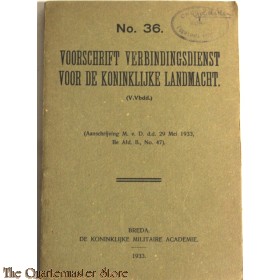 No. 36.
VOORSCHRIFT VERBINDINGSDIENST
VOOR DE KONINKLIJKE LANDMACHT.
(V.Vbdd.)
(Aanschrijving M. v. D. d.d. 29 Mei 1933,
IIe Afd. B., No. 47).
BREDA.
DE KONINKLIJKE MILITAIRE ACADEMIE.
1933.
© The Quartermaster's Store